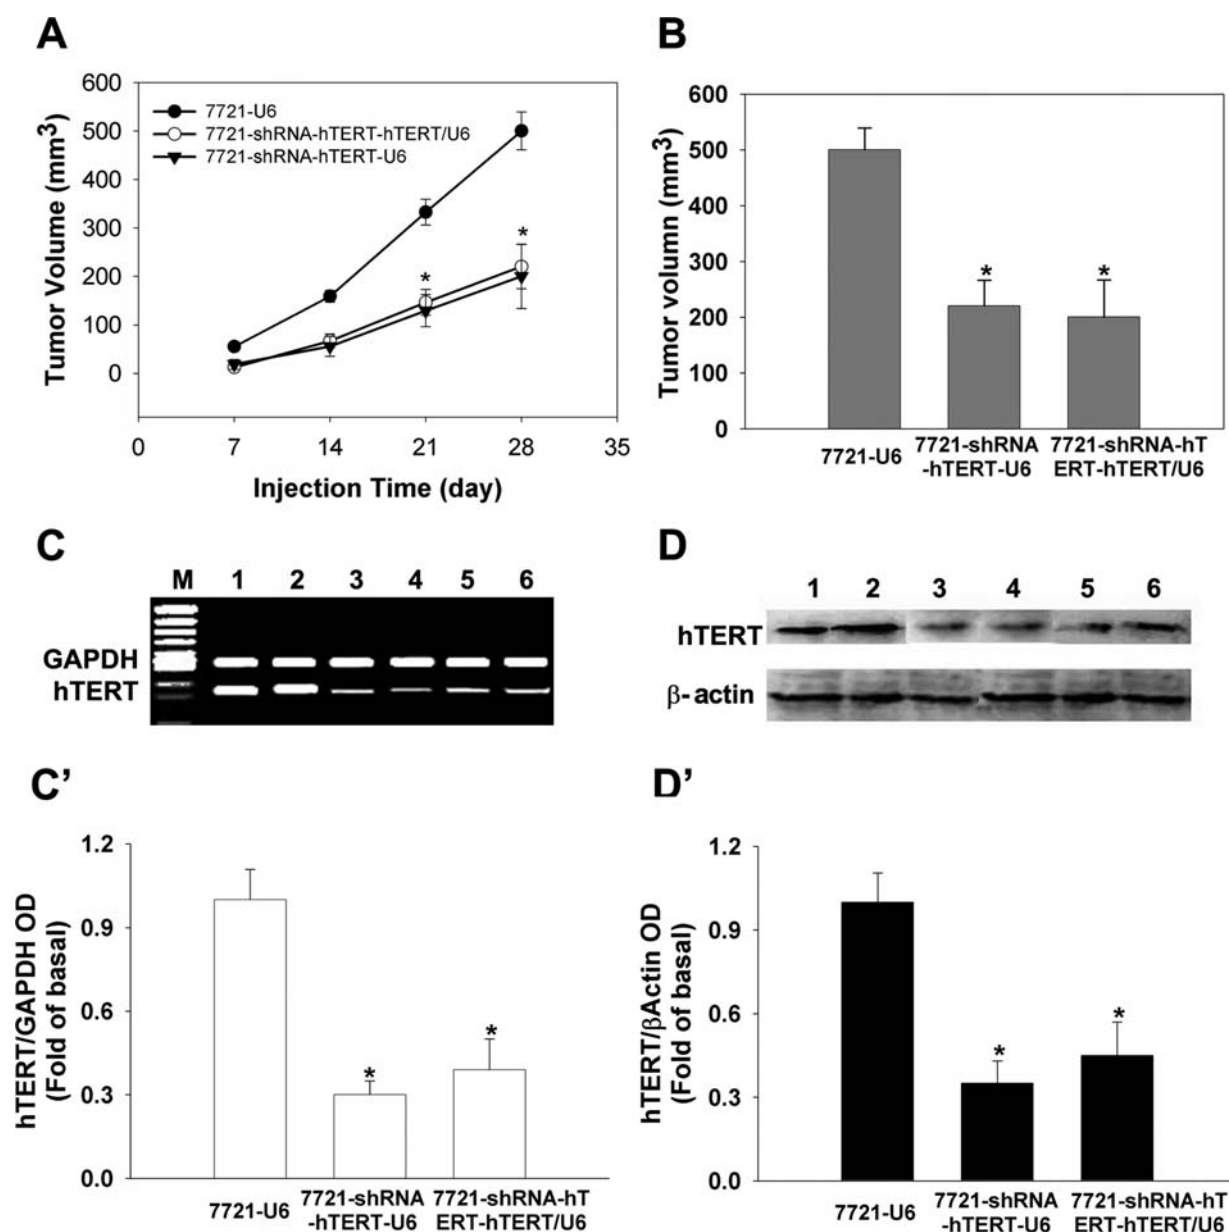 A
600
500
400
300
200
100
0
Tumor Volume (mm³)
7721-U6
7721-shRNA-hTERT-hTERT/U6
7721-shRNA-hTERT-U6
*
*
0 7 14 21 28 35
Injection Time (day)
B
600
500
400
300
200
100
0
Tumor volumn (mm³)
* *
7721-U6
7721-shRNA
-hTERT-U6
7721-shRNA-hT
ERT-hTERT/U6
C
M 1 2 3 4 5 6
GAPDH
hTERT
D
1 2 3 4 5 6
hTERT
β-actin
C'
1.2
0.9
0.6
0.3
0.0
hTERT/GAPDH OD
(Fold of basal)
*
*
7721-U6
7721-shRNA
-hTERT-U6
7721-shRNA-hT
ERT-hTERT/U6
D'
1.2
0.9
0.6
0.3
0.0
hTERT/βActin OD
(Fold of basal)
*
*
7721-U6
7721-shRNA
-hTERT-U6
7721-shRNA-hT
ERT-hTERT/U6